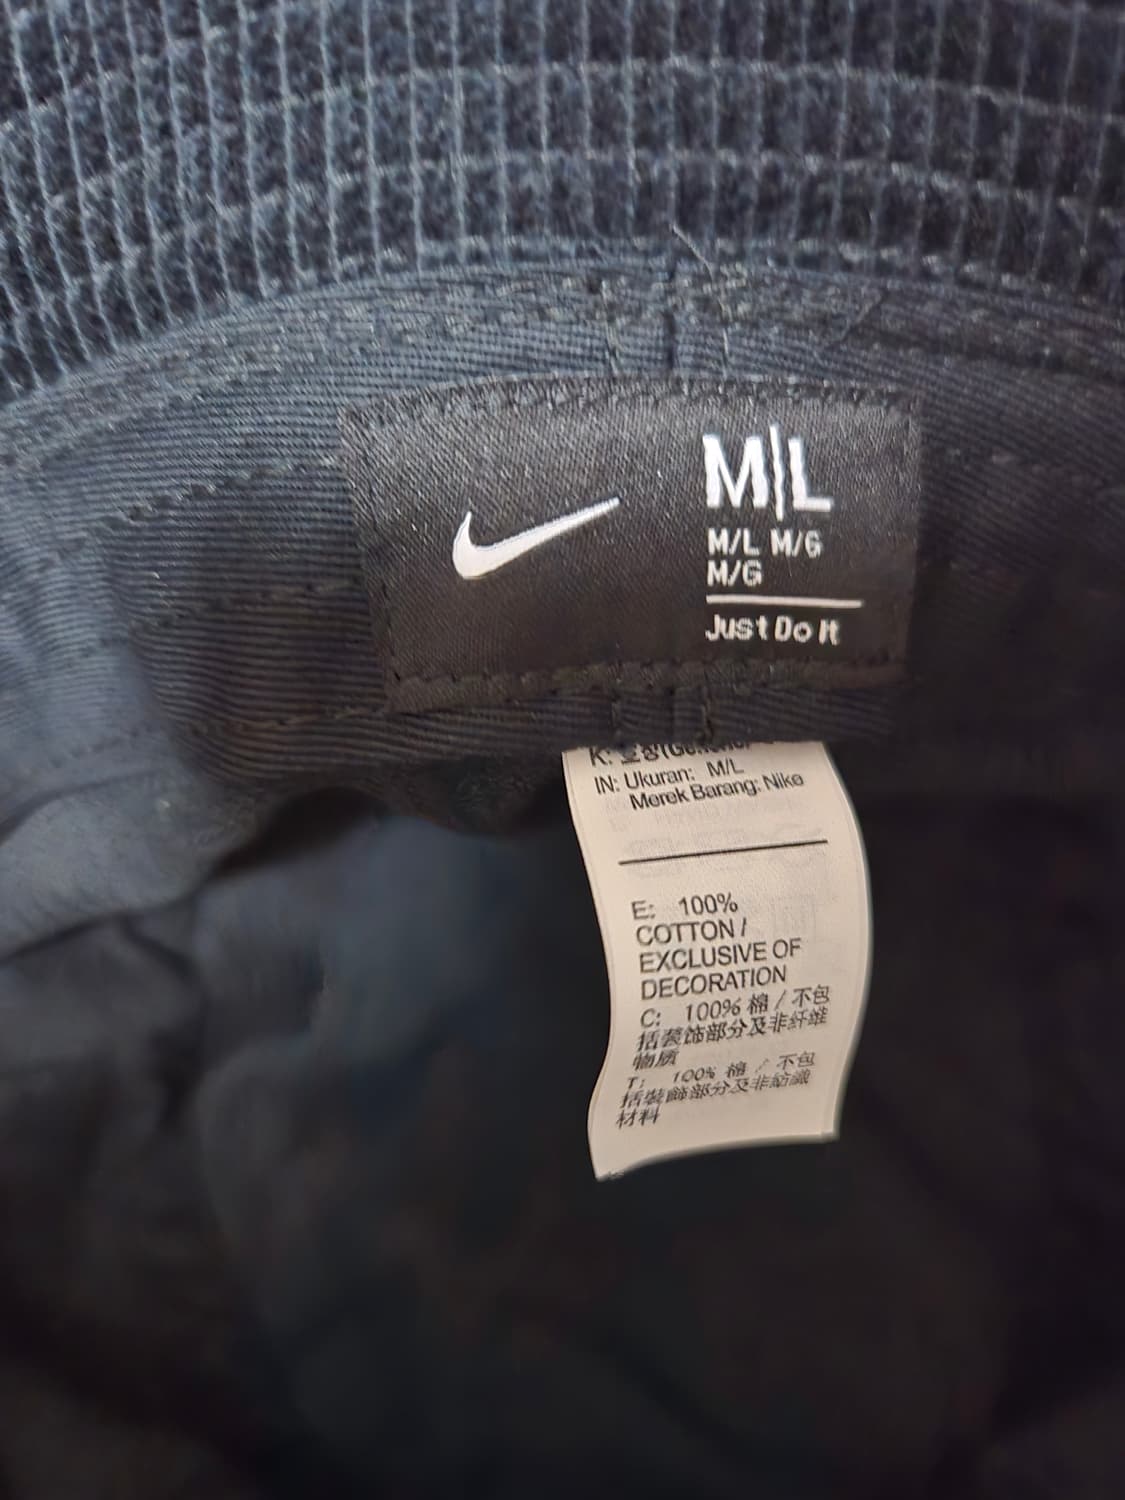 M|L
M/L M/G
M/G
Just Do It
IN: Ukuran: M/L
Merek Barang: Nike
E: 100%
COTTON /
EXCLUSIVE OF
DECORATION
C: 100% 棉 / 不包
括装饰部分及非纤维
物质
T: 100% 棉 / 不包
括裝飾部分及非紡織
材料